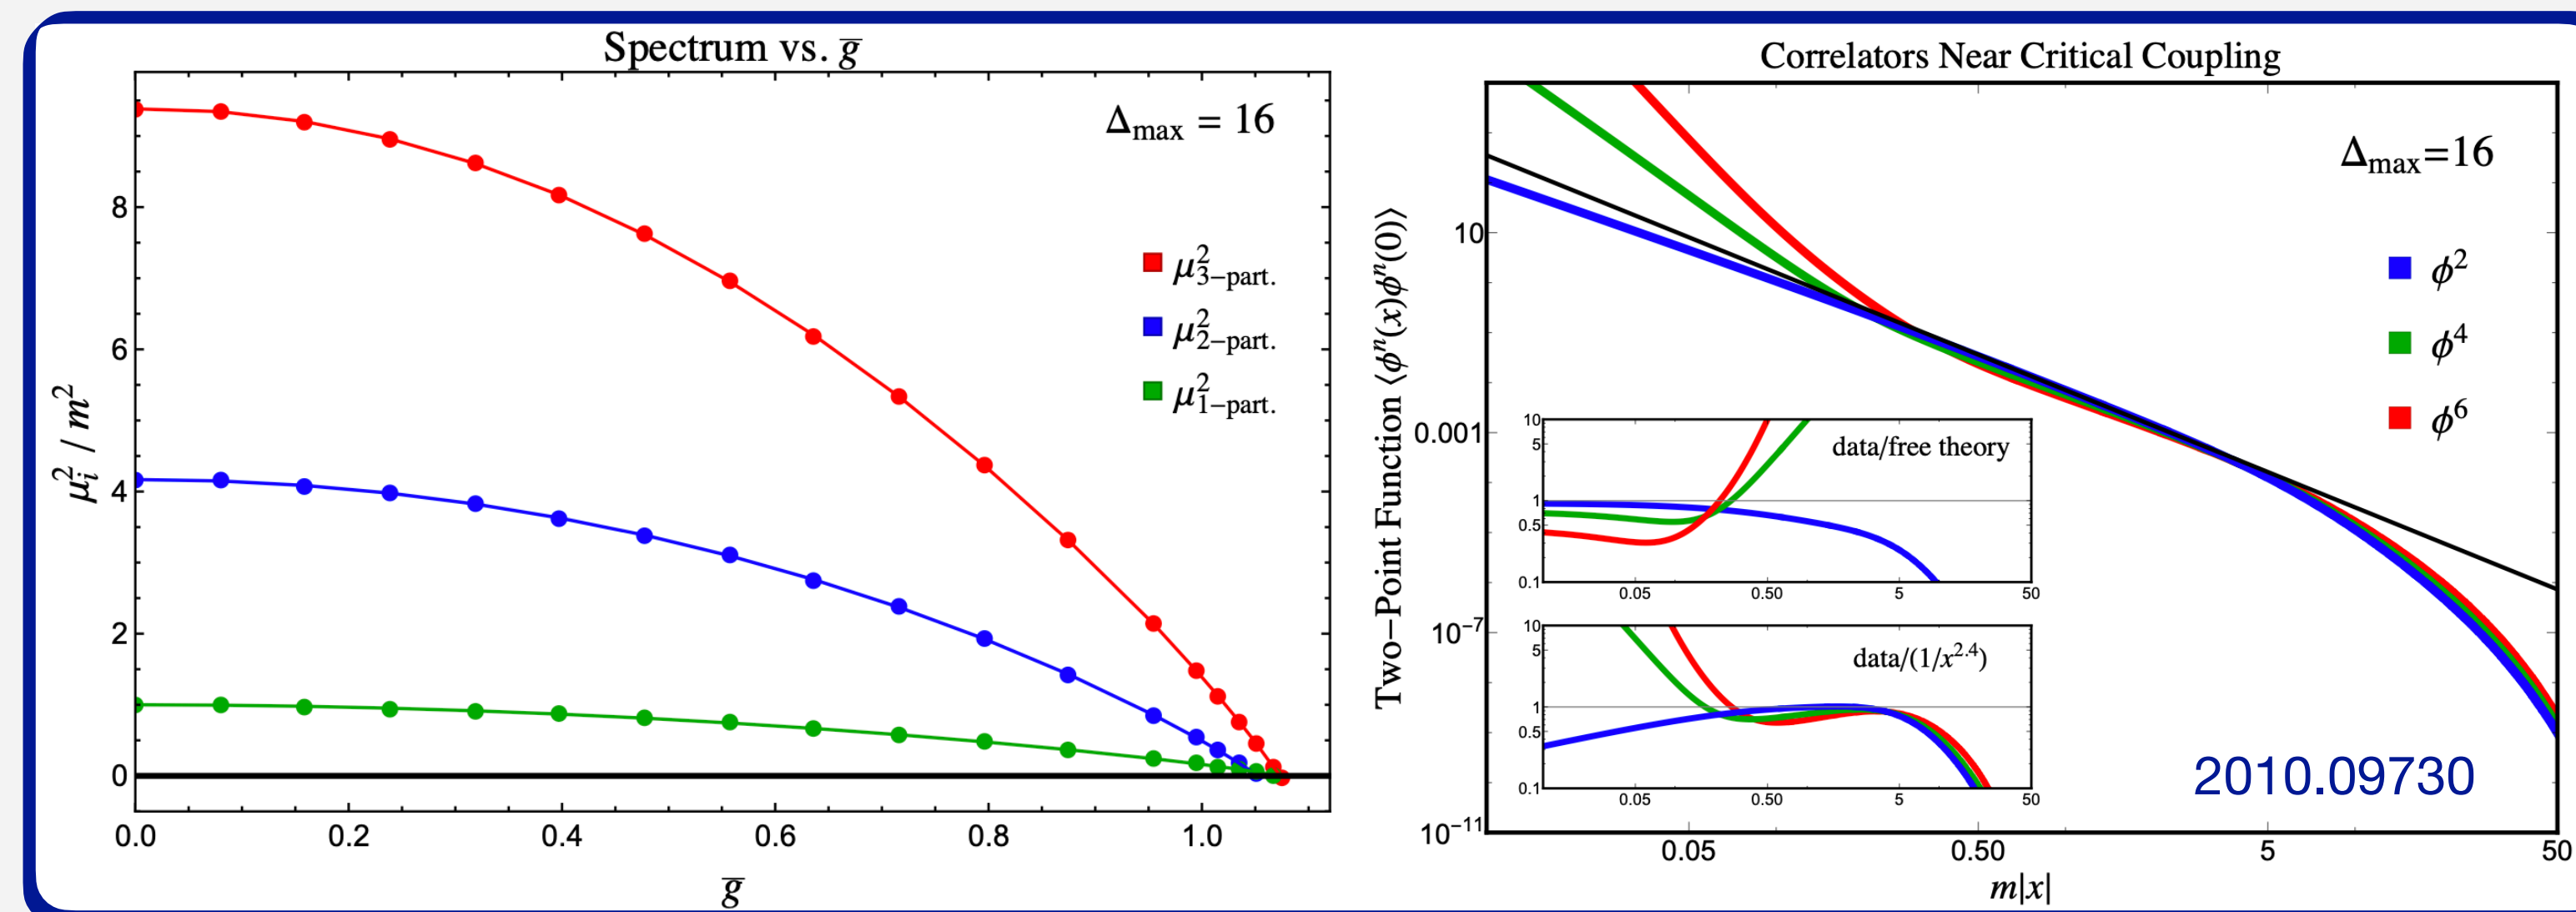 Spectrum vs. g̅
Δmax = 16
μ²3−part.
μ²2−part.
μ²1−part.
μᵢ² / m²
8
6
4
2
0
0.0 0.2 0.4 0.6 0.8 1.0
g̅
Correlators Near Critical Coupling
Δmax=16
ϕ²
ϕ⁴
ϕ⁶
Two−Point Function ⟨ϕⁿ(x)ϕⁿ(0)⟩
10
0.001
10⁻⁷
10⁻¹¹
data/free theory
10
5
1
0.5
0.1
0.05 0.50 5 50
data/(1/x²·⁴)
10
5
1
0.5
0.1
0.05 0.50 5 50
2010.09730
0.05 0.50 5 50
m|x|